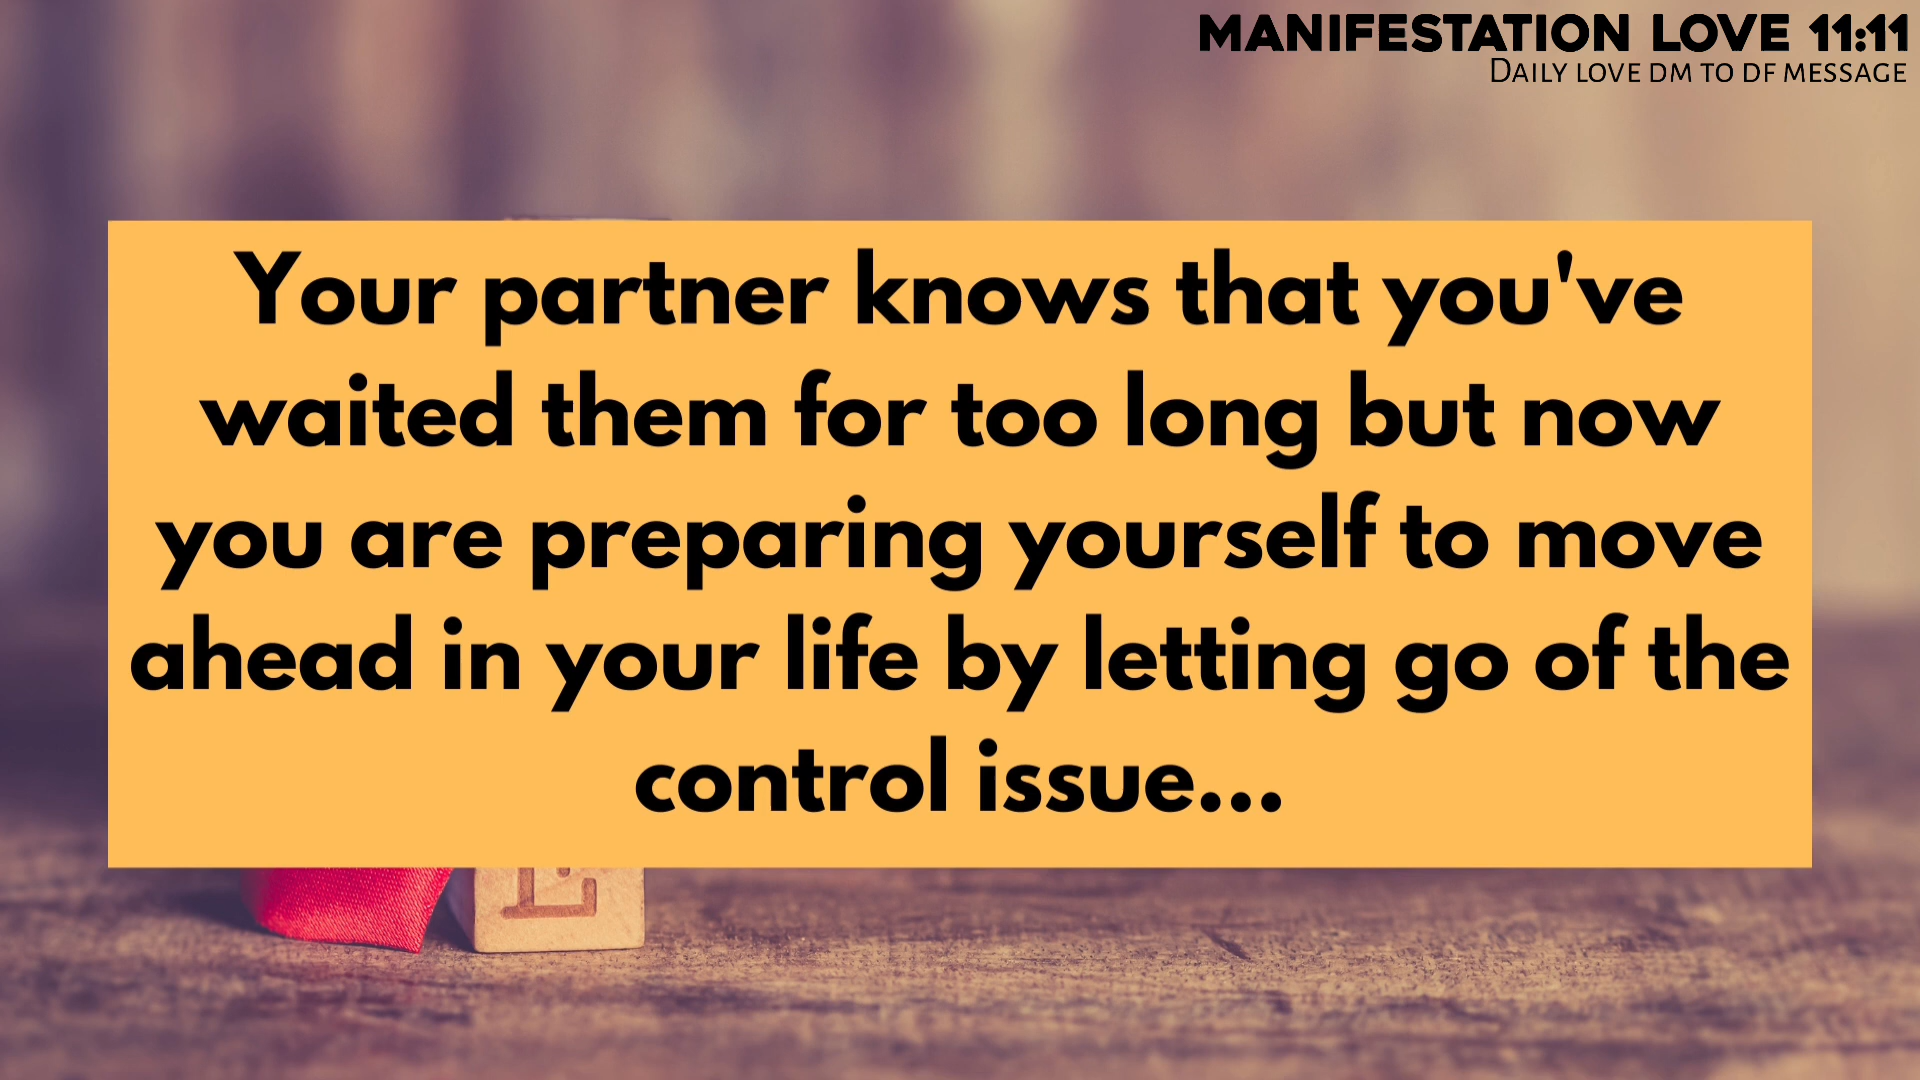 MANIFESTATION LOVE 11:11
DAILY LOVE DM TO DF MESSAGE
Your partner knows that you've
waited them for too long but now
you are preparing yourself to move
ahead in your life by letting go of the
control issue...
E